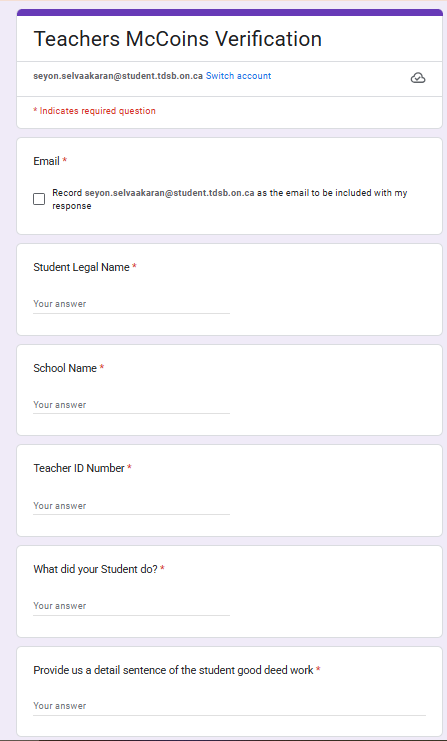 Teachers McCoins Verification
seyon.selvaakaran@student.tdsb.on.ca Switch account
* Indicates required question
Email *
Record seyon.selvaakaran@student.tdsb.on.ca as the email to be included with my
response
Student Legal Name *
Your answer
School Name *
Your answer
Teacher ID Number *
Your answer
What did your Student do? *
Your answer
Provide us a detail sentence of the student good deed work *
Your answer